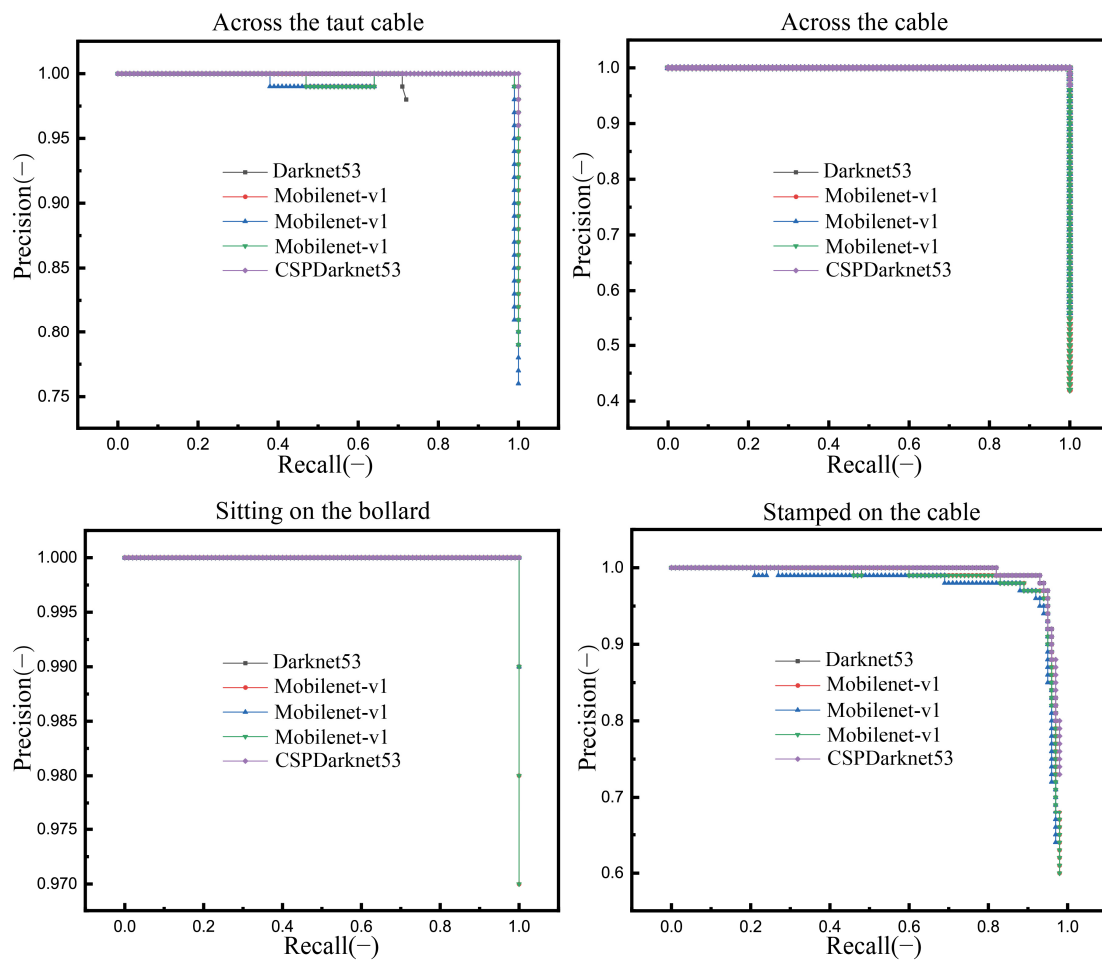 Across the taut cable
Precision(−)
1.00
0.95
0.90
0.85
0.80
0.75
Darknet53
Mobilenet-v1
Mobilenet-v1
Mobilenet-v1
CSPDarknet53
0.0 0.2 0.4 0.6 0.8 1.0
Recall(−)
Across the cable
Precision(−)
1.0
0.9
0.8
0.7
0.6
0.5
0.4
Darknet53
Mobilenet-v1
Mobilenet-v1
Mobilenet-v1
CSPDarknet53
0.0 0.2 0.4 0.6 0.8 1.0
Recall(−)
Sitting on the bollard
Precision(−)
1.000
0.995
0.990
0.985
0.980
0.975
0.970
Darknet53
Mobilenet-v1
Mobilenet-v1
Mobilenet-v1
CSPDarknet53
0.0 0.2 0.4 0.6 0.8 1.0
Recall(−)
Stamped on the cable
Precision(−)
1.0
0.9
0.8
0.7
0.6
Darknet53
Mobilenet-v1
Mobilenet-v1
Mobilenet-v1
CSPDarknet53
0.0 0.2 0.4 0.6 0.8 1.0
Recall(−)